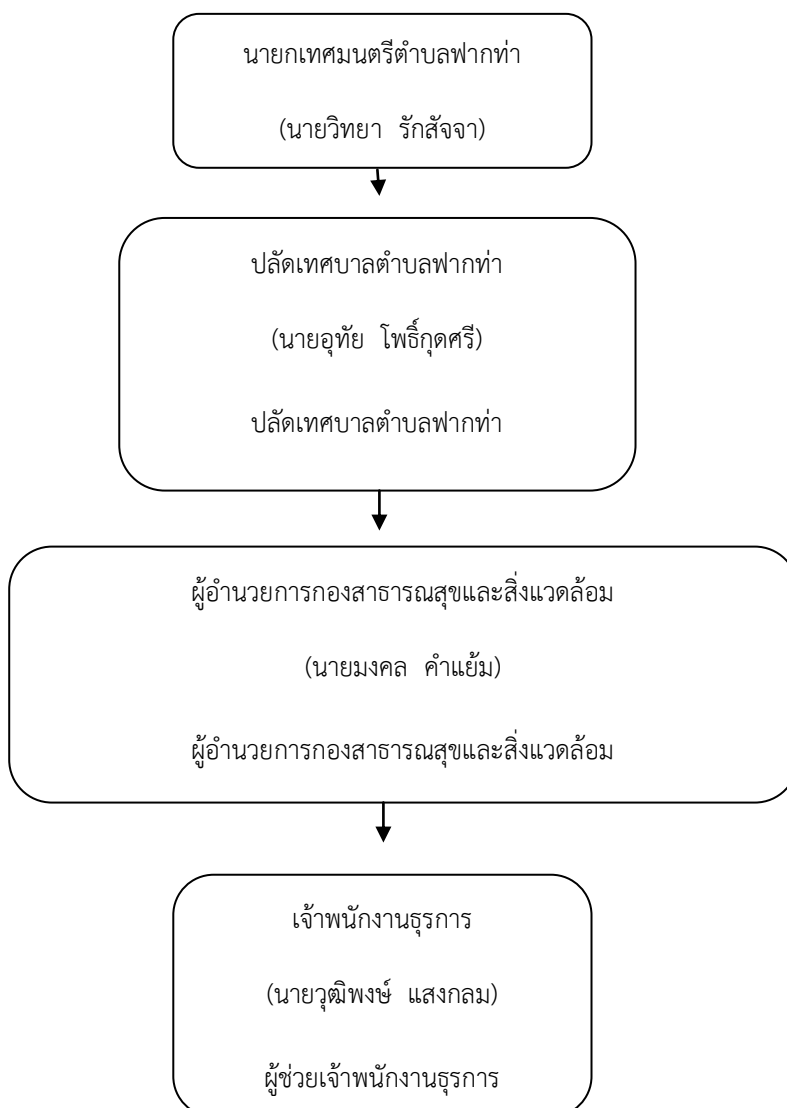 นายกเทศมนตรีตำบลฟากท่า
(นายวิทยา รักสัจจา)
ปลัดเทศบาลตำบลฟากท่า
(นายอุทัย โพธิ์กุดศรี)
ปลัดเทศบาลตำบลฟากท่า
ผู้อำนวยการกองสาธารณสุขและสิ่งแวดล้อม
(นายมงคล คำแย้ม)
ผู้อำนวยการกองสาธารณสุขและสิ่งแวดล้อม
เจ้าพนักงานธุรการ
(นายวุฒิพงษ์ แสงกลม)
ผู้ช่วยเจ้าพนักงานธุรการ